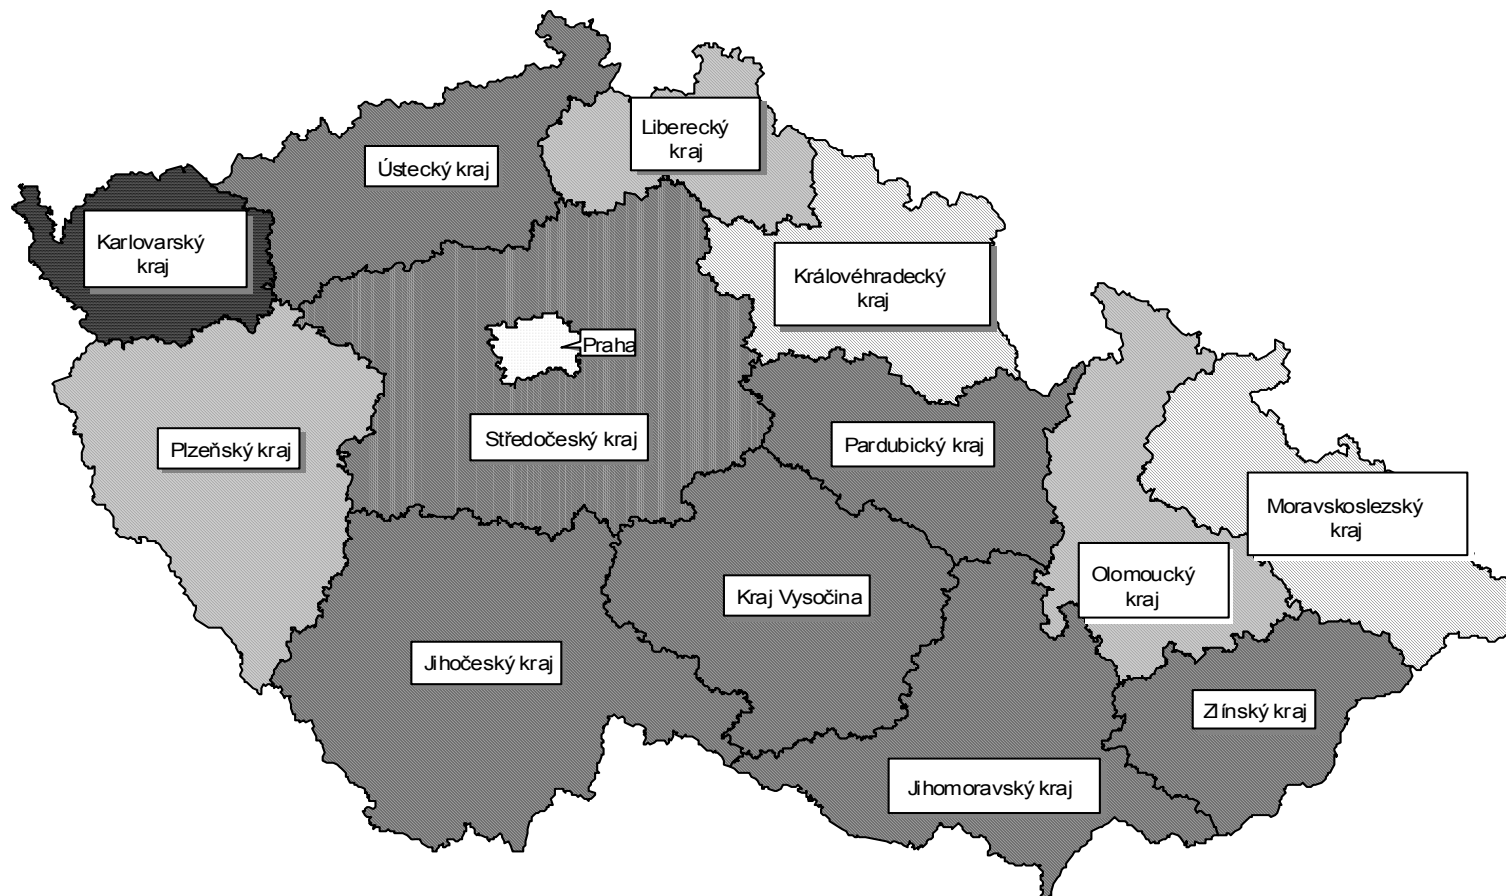 Liberecký
kraj
Ústecký kraj
Karlovarský
kraj
Královéhradecký
kraj
Praha
Plzeňský kraj
Středočeský kraj
Pardubický kraj
Moravskoslezský
kraj
Olomoucký
kraj
Kraj Vysočina
Jihočeský kraj
Zlínský kraj
Jihomoravský kraj